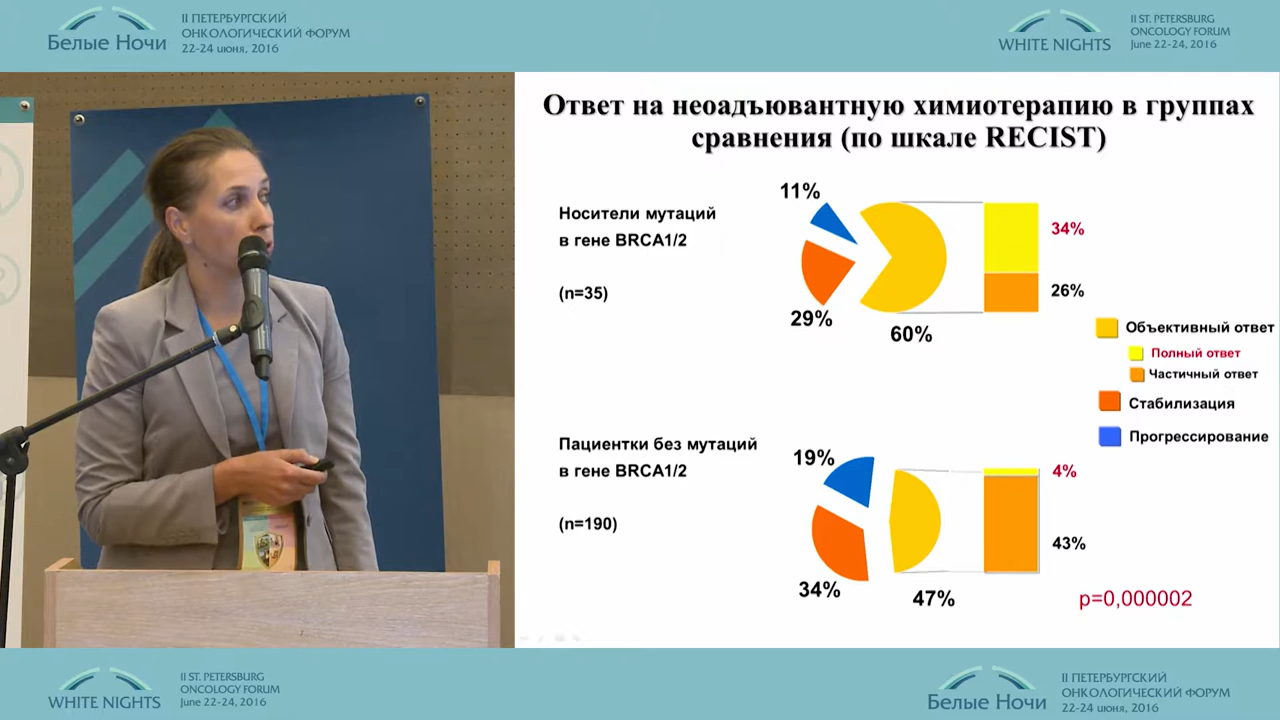 Белые Ночи
II ПЕТЕРБУРГСКИЙ
ОНКОЛОГИЧЕСКИЙ ФОРУМ
22-24 июня, 2016
WHITE NIGHTS
II ST. PETERSBURG
ONCOLOGY FORUM
June 22-24, 2016
Ответ на неоадъювантную химиотерапию в группах
сравнения (по шкале RECIST)
Носители мутаций
в гене BRCA1/2
(n=35)
11%
29%
60%
34%
26%
Объективный ответ
Полный ответ
Частичный ответ
Стабилизация
Прогрессирование
Пациентки без мутаций
в гене BRCA1/2
(n=190)
19%
34%
47%
4%
43%
p=0,000002
WHITE NIGHTS
II ST. PETERSBURG
ONCOLOGY FORUM
June 22-24, 2016
Белые Ночи
II ПЕТЕРБУРГСКИЙ
ОНКОЛОГИЧЕСКИЙ ФОРУМ
22-24 июня, 2016